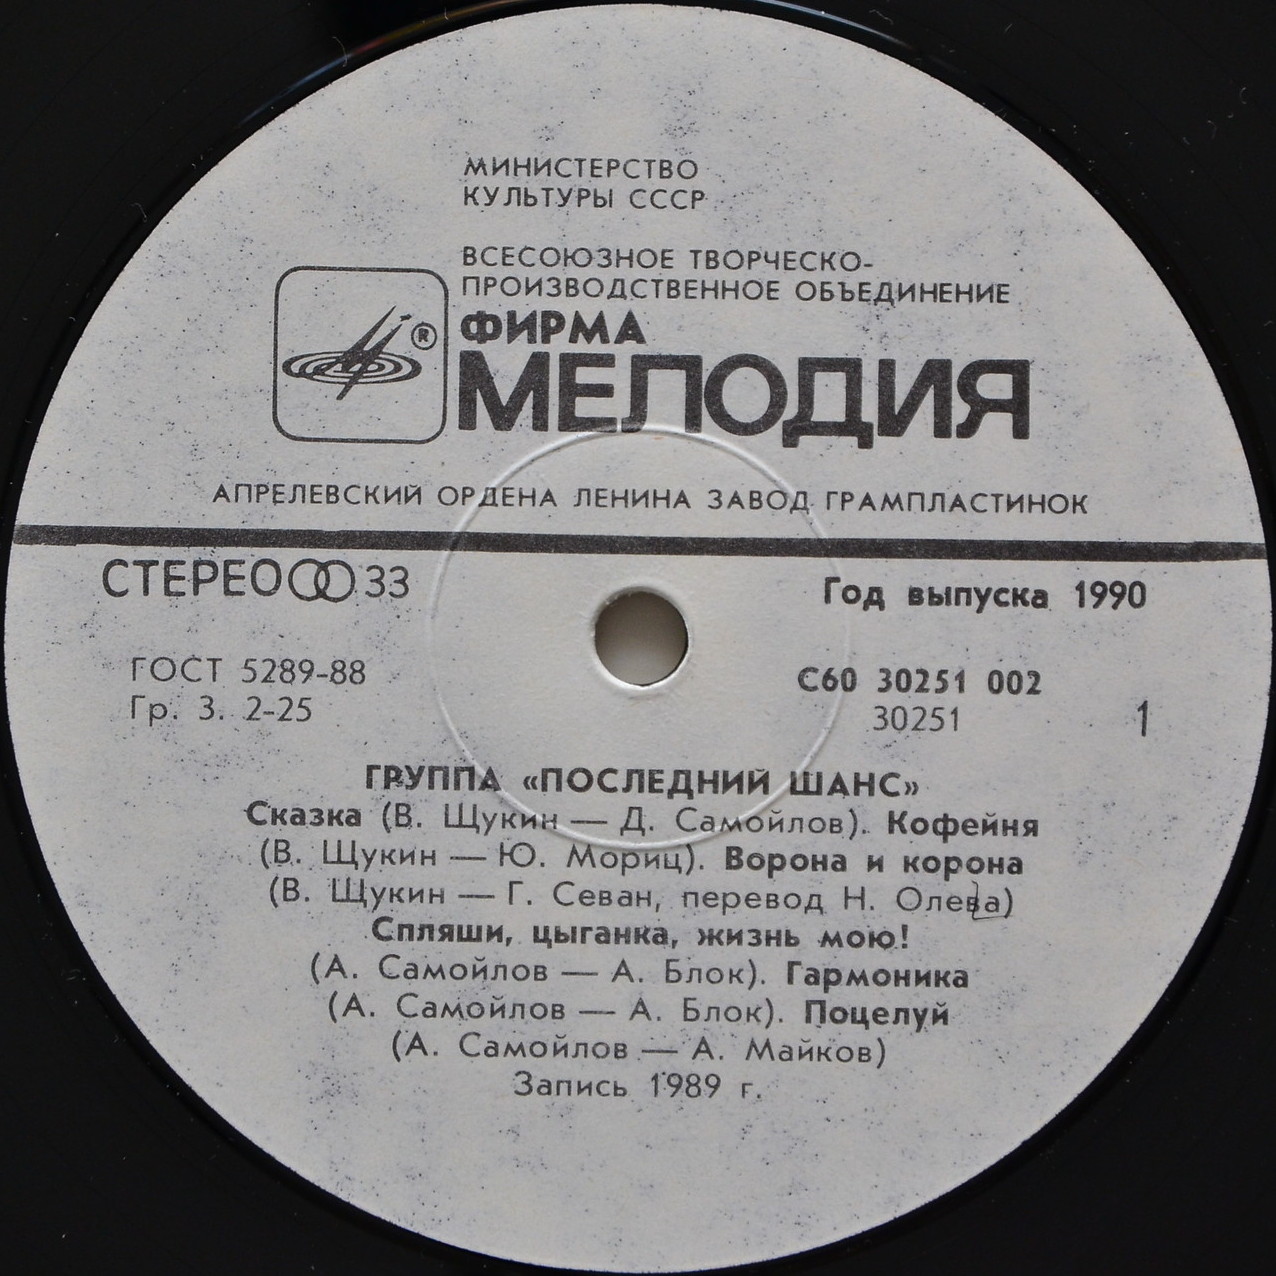 МИНИСТЕРСТВО
КУЛЬТУРЫ СССР
ВСЕСОЮЗНОЕ ТВОРЧЕСКО-
ПРОИЗВОДСТВЕННОЕ ОБЪЕДИНЕНИЕ
®
ФИРМА
МЕЛОДИЯ
АПРЕЛЕВСКИЙ ОРДЕНА ЛЕНИНА ЗАВОД ГРАМПЛАСТИНОК
СТЕРЕО 33
Год выпуска 1990
ГОСТ 5289-88
Гр. 3. 2-25
С60 30251 002
30251
1
ГРУППА «ПОСЛЕДНИЙ ШАНС»
Сказка (В. Щукин — Д. Самойлов). Кофейня
(В. Щукин — Ю. Мориц). Ворона и корона
(В. Щукин — Г. Севан, перевод Н. Олева)
Спляши, цыганка, жизнь мою!
(А. Самойлов — А. Блок). Гармоника
(А. Самойлов — А. Блок). Поцелуй
(А. Самойлов — А. Майков)
Запись 1989 г.